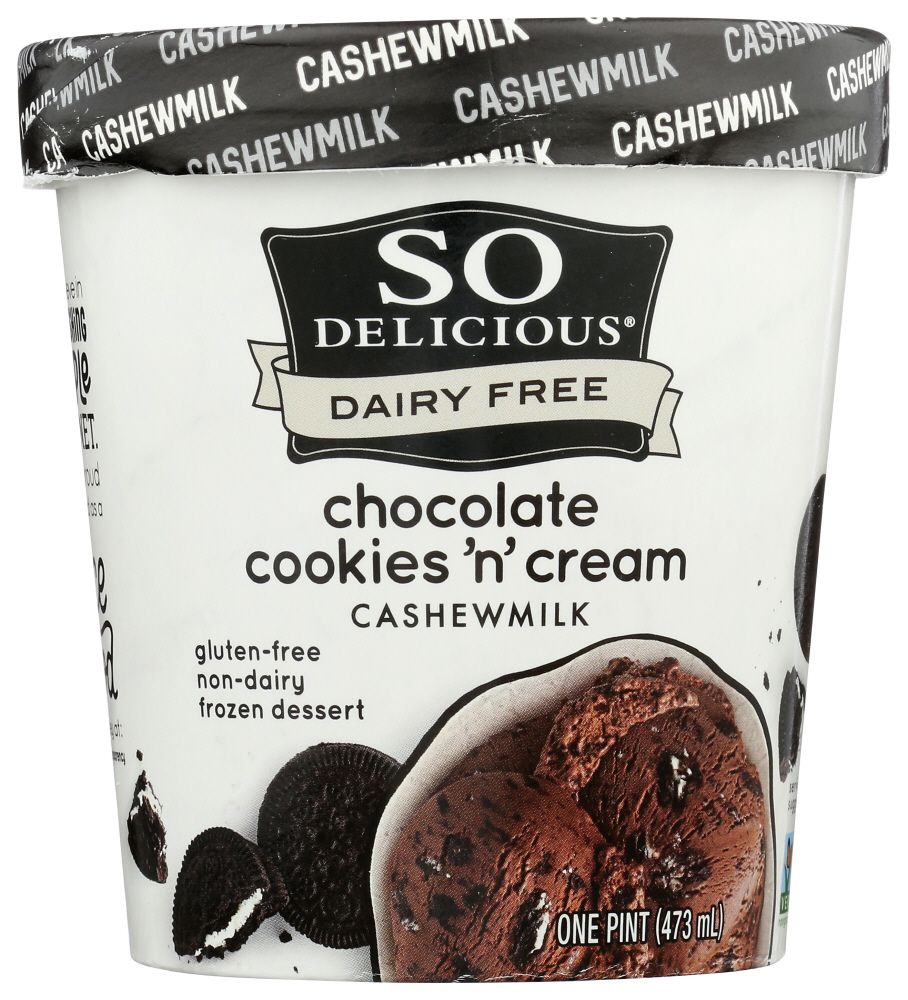 CASHEWMILK
CASHEWMILK CASHEWMILK
CASHEWMILK CASHEWMILK
CASHEWMILK CASHEWMILK
SO
DELICIOUS®
DAIRY FREE
chocolate
cookies 'n' cream
CASHEWMILK
gluten-free
non-dairy
frozen dessert
ONE PINT (473 mL)